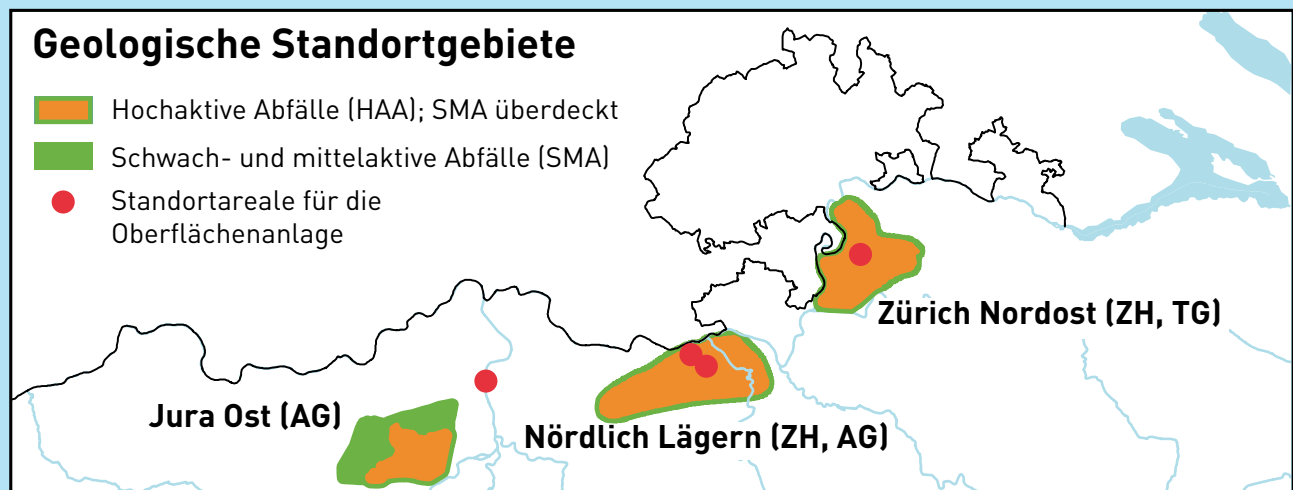 Geologische Standortgebiete
Hochaktive Abfälle (HAA); SMA überdeckt
Schwach- und mittelaktive Abfälle (SMA)
Standortareale für die
Oberflächenanlage
Zürich Nordost (ZH, TG)
Jura Ost (AG)
Nördlich Lägern (ZH, AG)